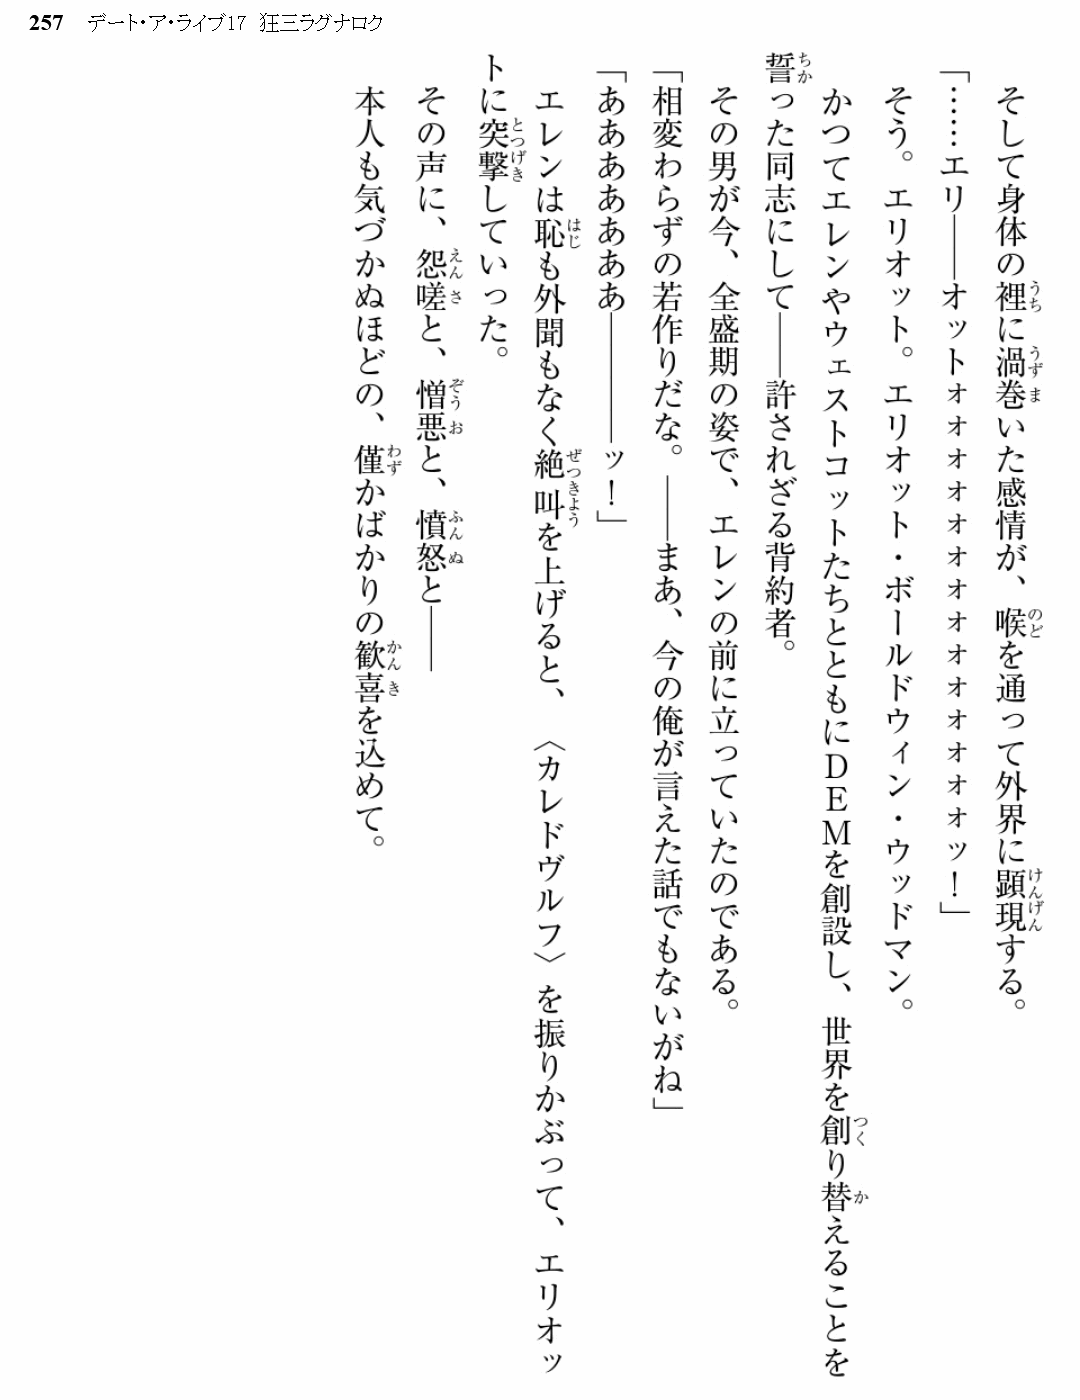 257 デート・ア・ライブ17 狂三ラグナロク
そして身体の裡に渦巻いた感情が、喉を通って外界に顕現する。
「……エリ――オットォォォォォォォォォォォォォォッ！」
そう。エリオット。エリオット・ボールドウィン・ウッドマン。
かつてエレンやウェストコットたちとともにＤＥＭを創設し、世界を創り替えることを
誓った同志にして――許されざる背約者。
その男が今、全盛期の姿で、エレンの前に立っていたのである。
「相変わらずの若作りだな。――まあ、今の俺が言えた話でもないがね」
「あああああああ――――ッ！」
エレンは恥も外聞もなく絶叫を上げると、〈カレドヴルフ〉を振りかぶって、エリオッ
トに突撃していった。
その声に、怨嗟と、憎悪と、憤怒と――
本人も気づかぬほどの、僅かばかりの歓喜を込めて。